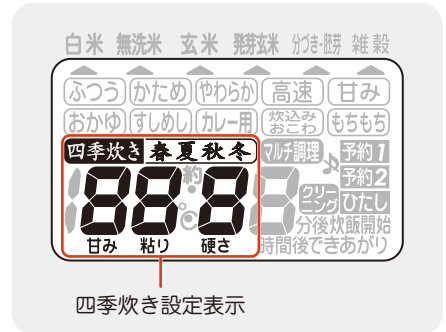 白米 無洗米 玄米 発芽玄米 分づき・胚芽 雑穀
ふつう かため やわらか 高速 甘み
おかゆ すしめし カレー用 炊込みおこわ もちもち
四季炊き 春夏秋冬 マルチ調理 ♪ 予約1
188:8 8 約 ℃ クリーニング 予約2
ひたし
甘み 粘り 硬さ 分後炊飯開始
時間後できあがり
四季炊き設定表示